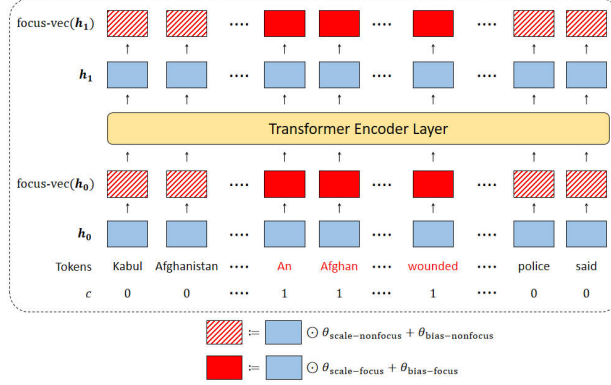 focus-vec(h₁) ···· ···· ····
h₁ ···· ···· ····
Transformer Encoder Layer
focus-vec(h₀) ···· ···· ····
h₀ ···· ···· ····
Tokens Kabul Afghanistan ···· An Afghan ···· wounded ···· police said
c 0 0 ···· 1 1 ···· 1 ···· 0 0
:= ⊙ θscale−nonfocus + θbias−nonfocus
:= ⊙ θscale−focus + θbias−focus